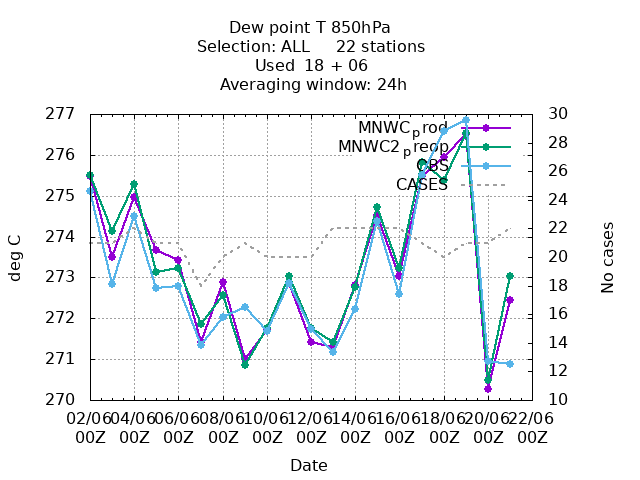 Dew point T 850hPa
Selection: ALL 22 stations
Used 18 + 06
Averaging window: 24h
277
276
275
274
273
272
271
270
deg C
30
28
26
24
22
20
18
16
14
12
10
No cases
MNWCprod
MNWC2preop
OBS
CASES
02/06 04/06 06/06 08/06 10/06 12/06 14/06 16/06 18/06 20/06 22/06
00Z 00Z 00Z 00Z 00Z 00Z 00Z 00Z 00Z 00Z 00Z
Date